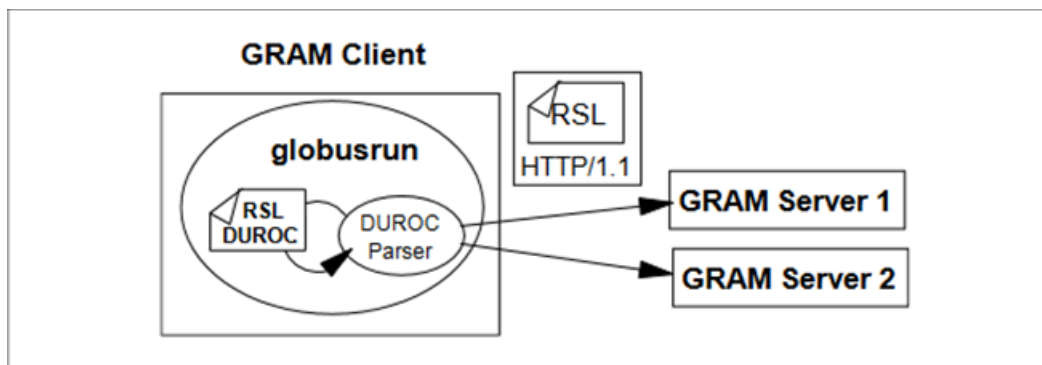 GRAM Client
RSL
HTTP/1.1
globusrun
RSL
DUROC
DUROC
Parser
GRAM Server 1
GRAM Server 2